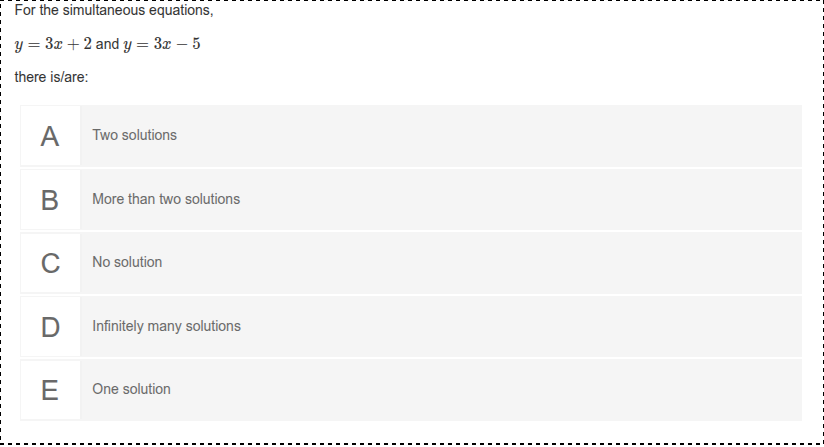 For the simultaneous equations,
y = 3x + 2 and y = 3x − 5
there is/are:
A Two solutions
B More than two solutions
C No solution
D Infinitely many solutions
E One solution